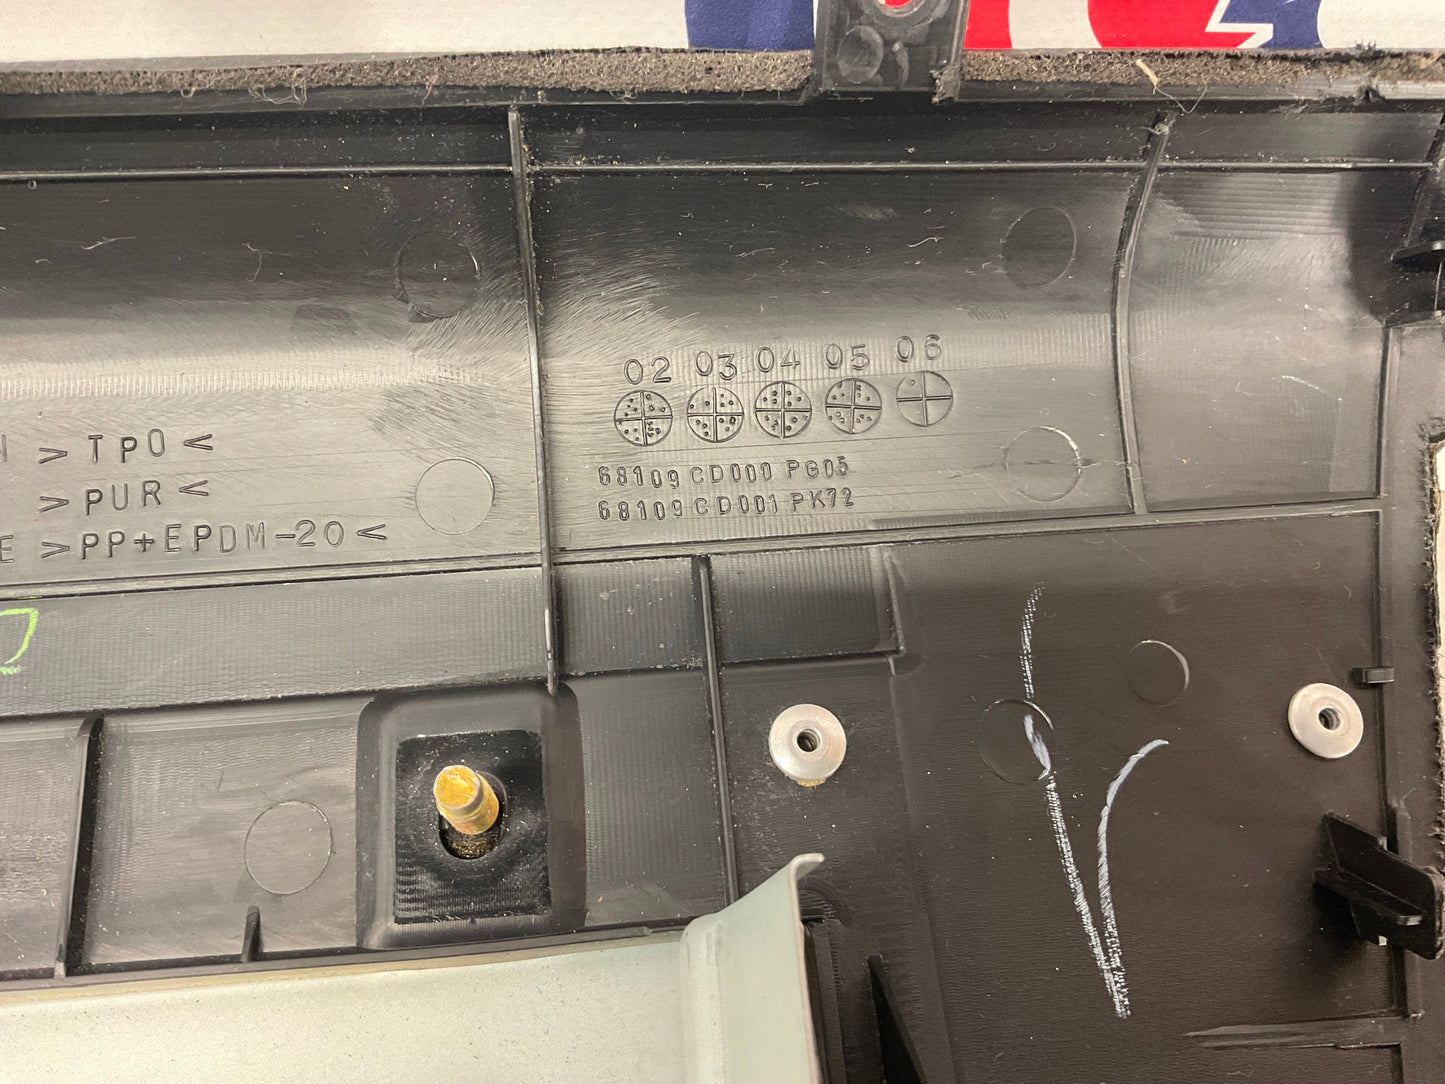 02 03 04 05 06
68109 CD000 PG05
68109 CD001 PK72
>TPO<
>PUR<
E >PP+EPDM-20<